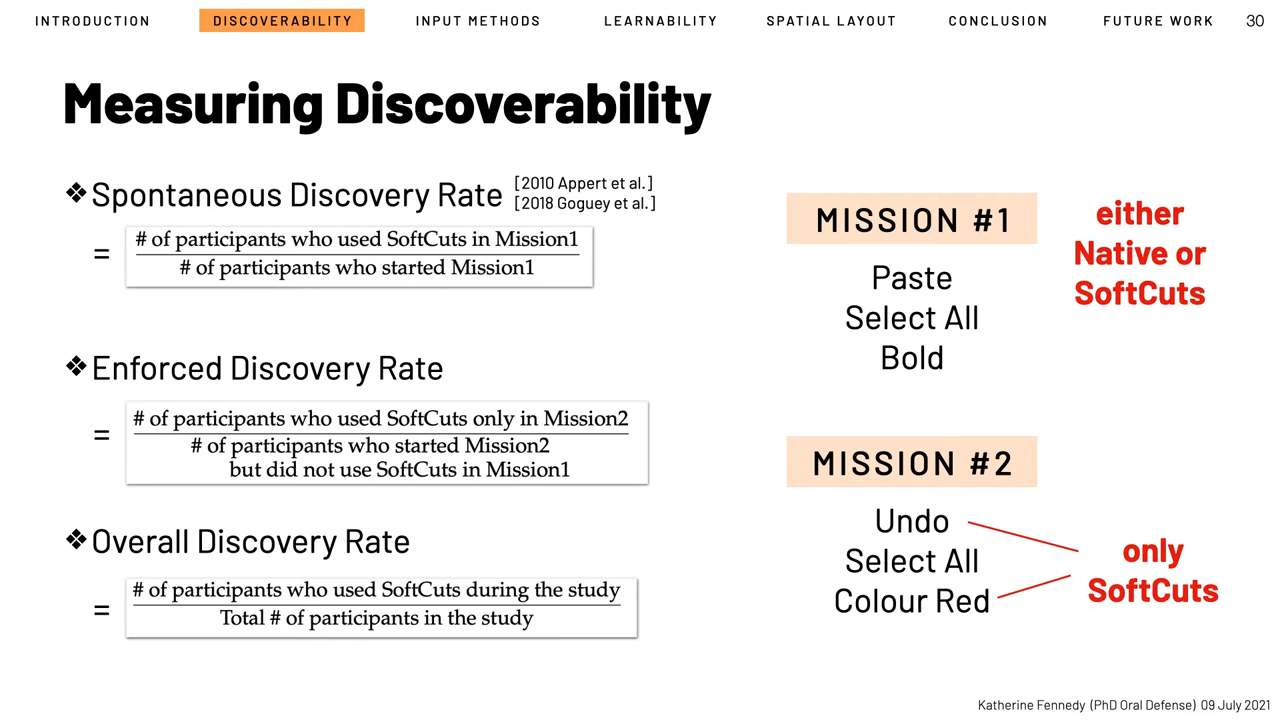 INTRODUCTION DISCOVERABILITY INPUT METHODS LEARNABILITY SPATIAL LAYOUT CONCLUSION FUTURE WORK 30
Measuring Discoverability
❖ Spontaneous Discovery Rate [2010 Appert et al.]
[2018 Goguey et al.]
= # of participants who used SoftCuts in Mission1
# of participants who started Mission1
❖ Enforced Discovery Rate
= # of participants who used SoftCuts only in Mission2
# of participants who started Mission2
but did not use SoftCuts in Mission1
❖ Overall Discovery Rate
= # of participants who used SoftCuts during the study
Total # of participants in the study
MISSION #1
Paste
Select All
Bold
either
Native or
SoftCuts
MISSION #2
Undo
Select All
Colour Red
only
SoftCuts
Katherine Fennedy (PhD Oral Defense) 09 July 2021